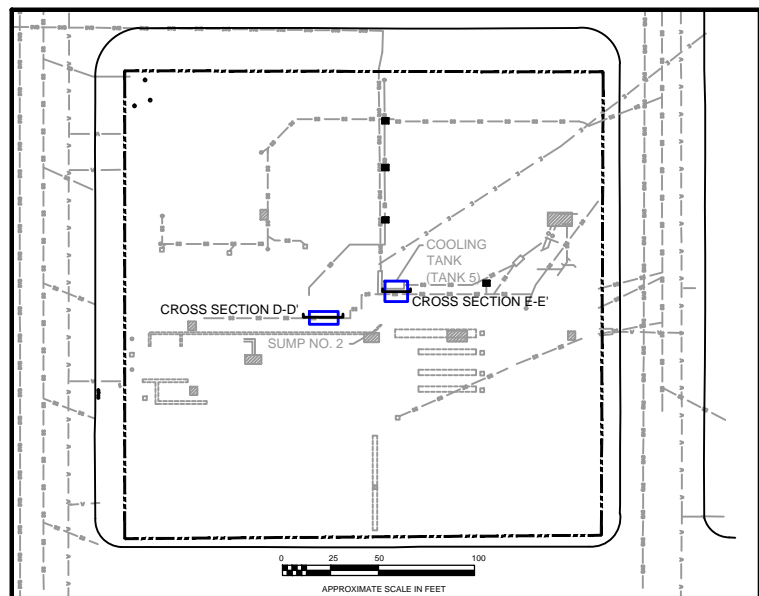 COOLING
TANK
(TANK 5)
CROSS SECTION D-D'
CROSS SECTION E-E'
SUMP NO. 2
0 25 50 100
APPROXIMATE SCALE IN FEET